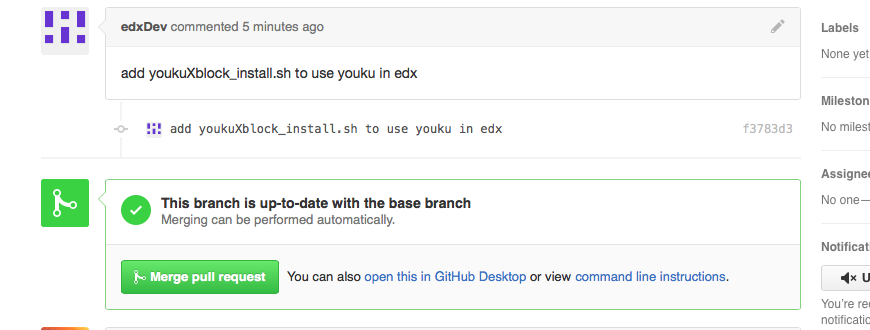 edxDev commented 5 minutes ago
Labels
None yet
add youkuXblock_install.sh to use youku in edx
Mileston
No milest
add youkuXblock_install.sh to use youku in edx f3783d3
Assignee
No one—
This branch is up-to-date with the base branch
Merging can be performed automatically.
Notificati
Merge pull request You can also open this in GitHub Desktop or view command line instructions.
U
You’re re
notificatio